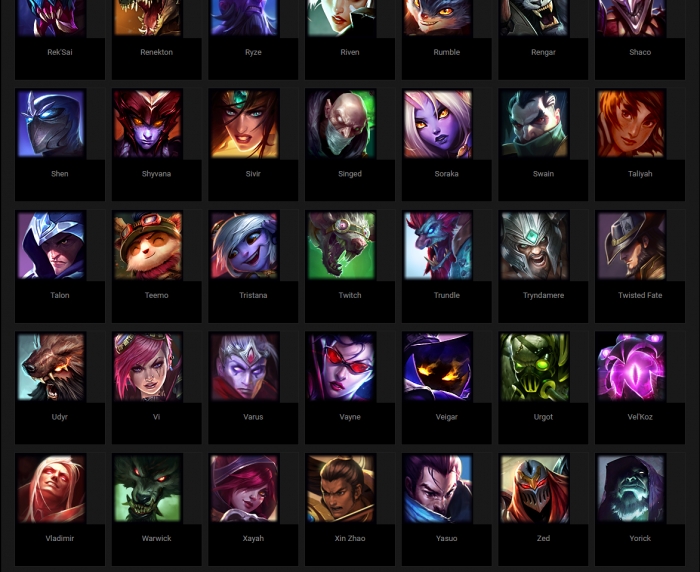 Rek'Sai Renekton Ryze Riven Rumble Rengar Shaco
Shen Shyvana Sivir Singed Soraka Swain Taliyah
Talon Teemo Tristana Twitch Trundle Tryndamere Twisted Fate
Udyr Vi Varus Vayne Veigar Urgot Vel'Koz
Vladimir Warwick Xayah Xin Zhao Yasuo Zed Yorick